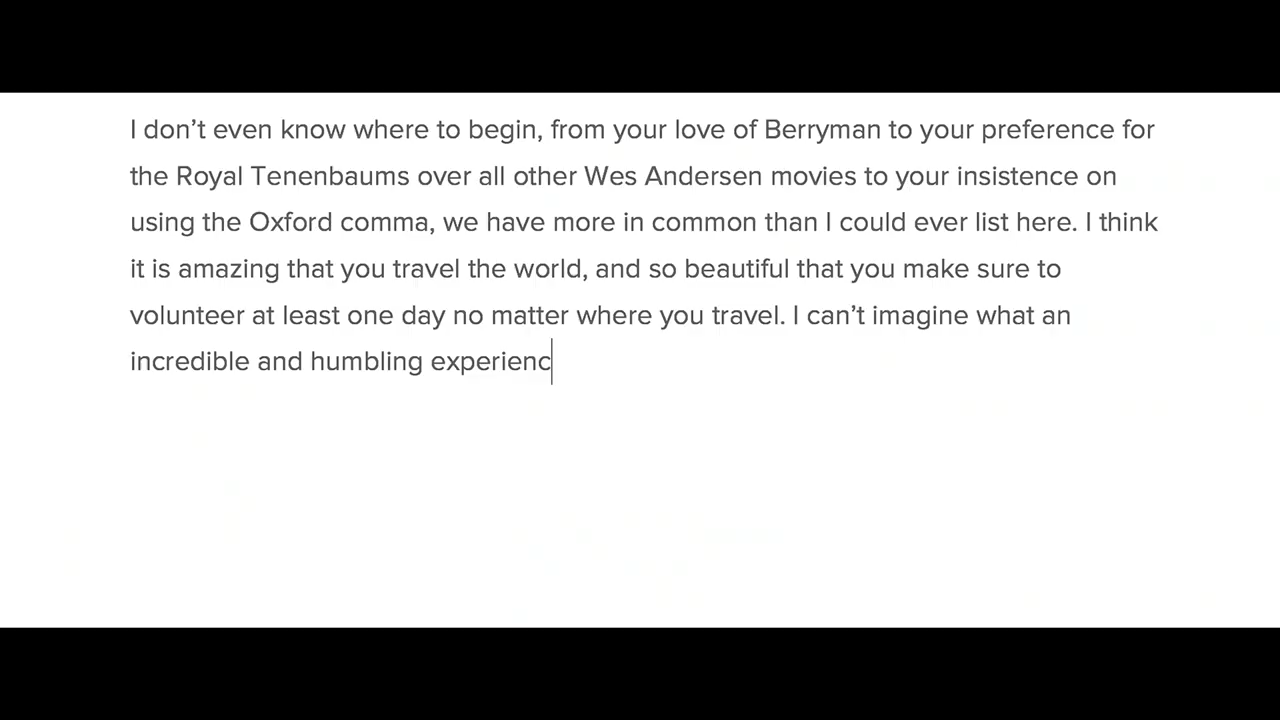 I don’t even know where to begin, from your love of Berryman to your preference for
the Royal Tenenbaums over all other Wes Andersen movies to your insistence on
using the Oxford comma, we have more in common than I could ever list here. I think
it is amazing that you travel the world, and so beautiful that you make sure to
volunteer at least one day no matter where you travel. I can’t imagine what an
incredible and humbling experienc